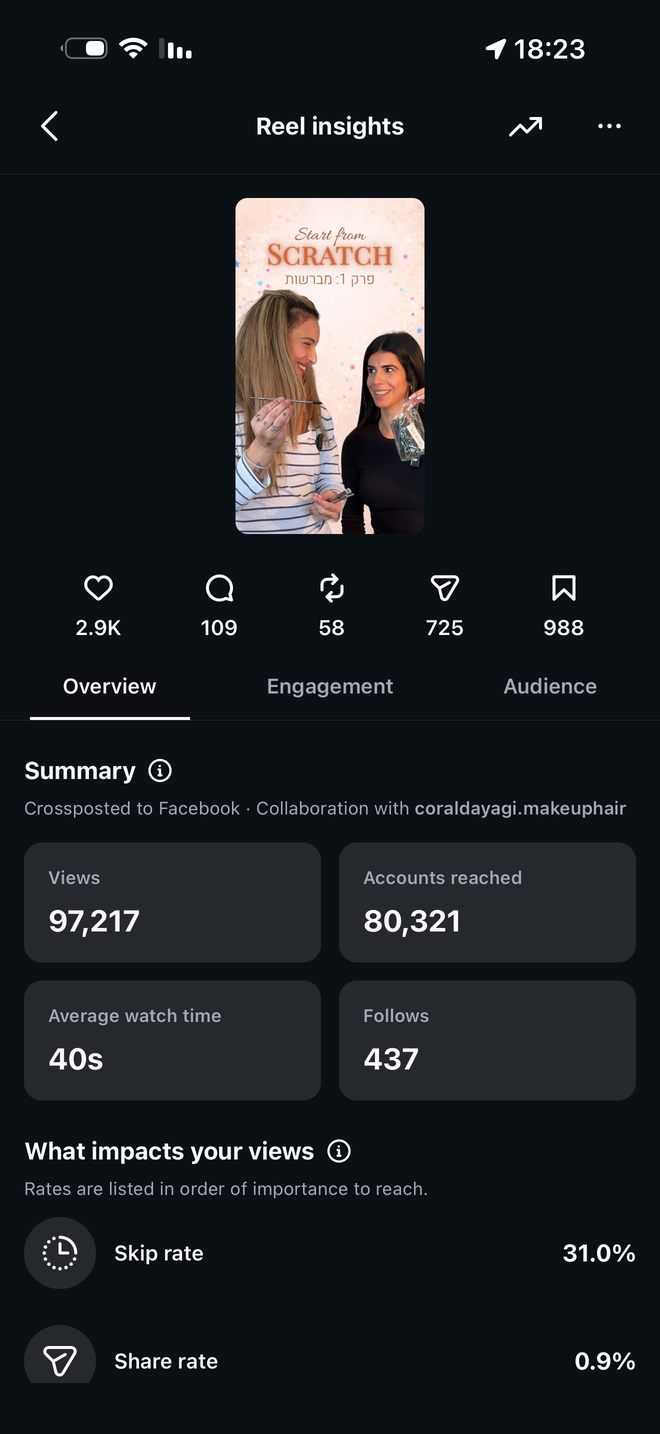 18:23
Reel insights
Start from
SCRATCH
פרק 1: מברשות
2.9K 109 58 725 988
Overview Engagement Audience
Summary
Crossposted to Facebook · Collaboration with coraldayagi.makeuphair
Views Accounts reached
97,217 80,321
Average watch time Follows
40s 437
What impacts your views
Rates are listed in order of importance to reach.
Skip rate 31.0%
Share rate 0.9%